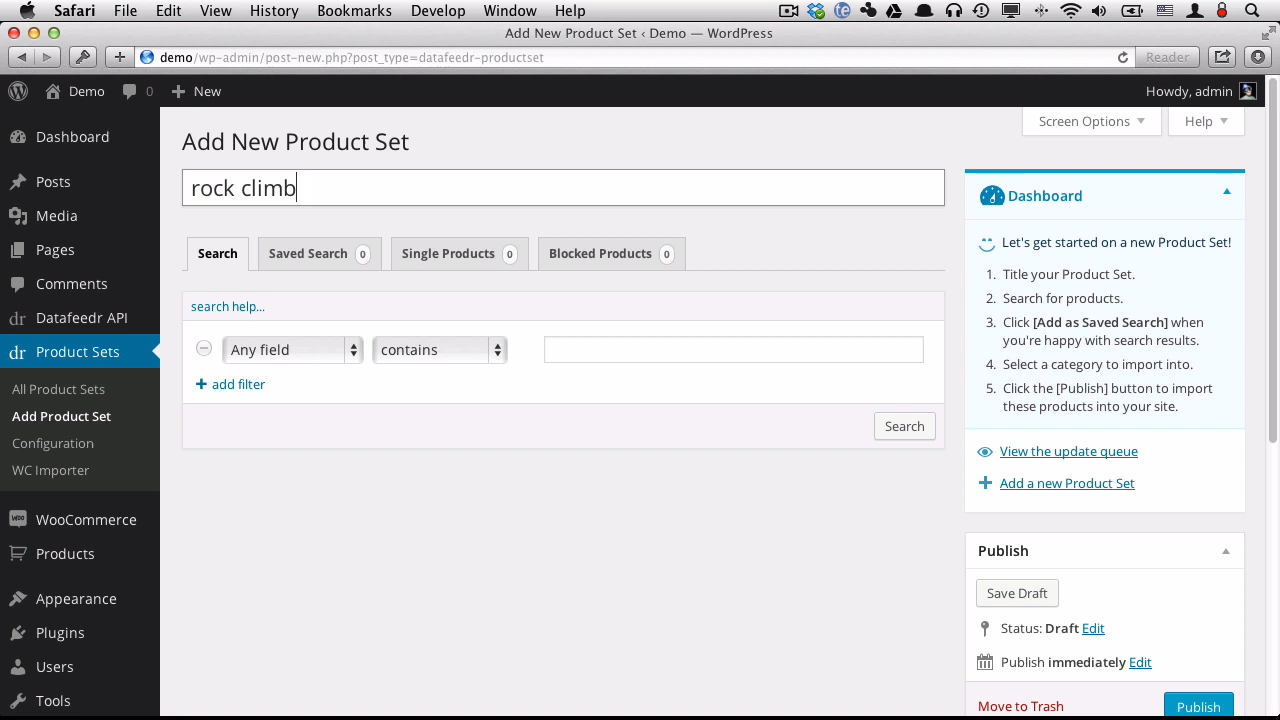 Safari File Edit View History Bookmarks Develop Window Help
Add New Product Set ‹ Demo — WordPress
demo/wp-admin/post-new.php?post_type=datafeedr-productset
Reader
Demo 0 New
Howdy, admin
Dashboard
Posts
Media
Pages
Comments
dr Datafeedr API
dr Product Sets
All Product Sets
Add Product Set
Configuration
WC Importer
WooCommerce
Products
Appearance
Plugins
Users
Tools
Screen Options Help
Add New Product Set
rock climb
Search Saved Search 0 Single Products 0 Blocked Products 0
search help...
Any field contains
add filter
Search
Dashboard
Let's get started on a new Product Set!
1. Title your Product Set.
2. Search for products.
3. Click [Add as Saved Search] when
you're happy with search results.
4. Select a category to import into.
5. Click the [Publish] button to import
these products into your site.
View the update queue
Add a new Product Set
Publish
Save Draft
Status: Draft Edit
Publish immediately Edit
Move to Trash Publish